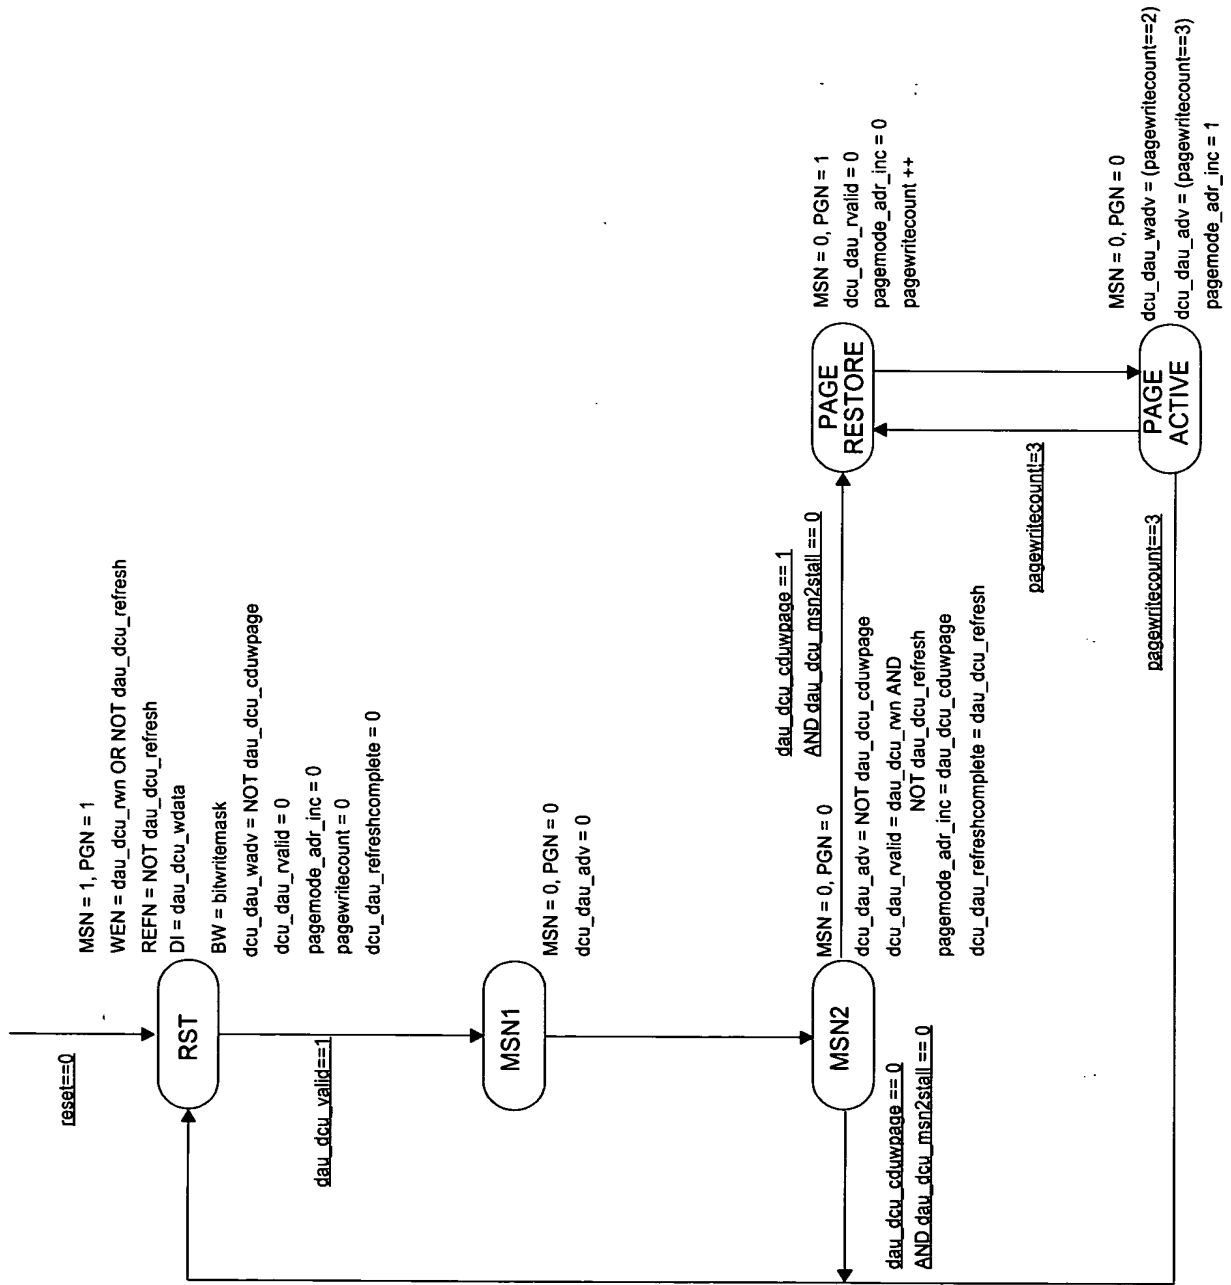 reset==0
RST
MSN = 1, PGN = 1
WEN = dau_dcu_rwn OR NOT dau_dcu_refresh
REFN = NOT dau_dcu_refresh
DI = dau_dcu_wdata
BW = bitwritemask
dcu_dau_wadv = NOT dau_dcu_cduwpage
dcu_dau_rvalid = 0
pagemode_adr_inc = 0
pagewritecount = 0
dcu_dau_refreshcomplete = 0
dau_dcu_valid==1
MSN1
MSN = 0, PGN = 0
dcu_dau_adv = 0
MSN2
MSN = 0, PGN = 0
dcu_dau_adv = NOT dau_dcu_cduwpage
dcu_dau_rvalid = dau_dcu_rwn AND
NOT dau_dcu_refresh
pagemode_adr_inc = dau_dcu_cduwpage
dcu_dau_refreshcomplete = dau_dcu_refresh
dau_dcu_cduwpage == 0
AND dau_dcu_msn2stall == 0
dau_dcu_cduwpage == 1
AND dau_dcu_msn2stall == 0
PAGE
RESTORE
MSN = 0, PGN = 1
dcu_dau_rvalid = 0
pagemode_adr_inc = 0
pagewritecount ++
pagewritecount!=3
pagewritecount==3
PAGE
ACTIVE
MSN = 0, PGN = 0
dcu_dau_wadv = (pagewritecount==2)
dcu_dau_adv = (pagewritecount==3)
pagemode_adr_inc = 1